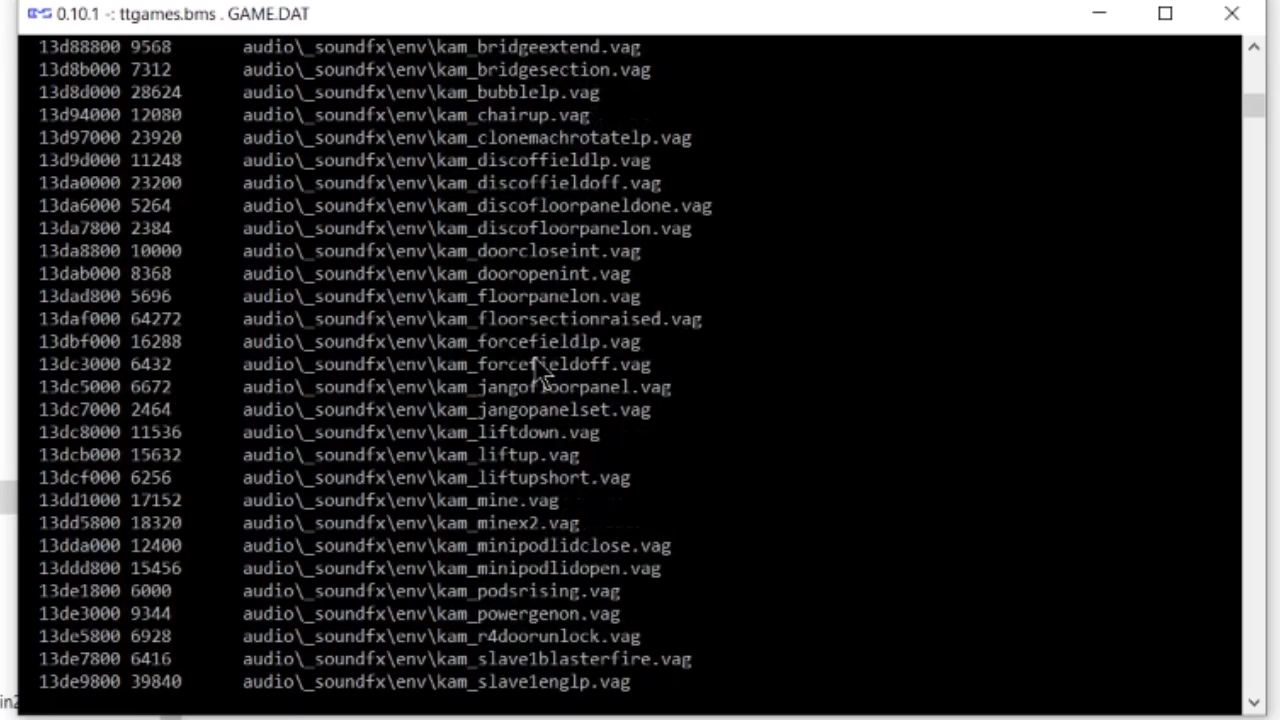 0.10.1 -: ttgames.bms . GAME.DAT
13d88800 9568 audio\_soundfx\env\kam_bridgeextend.vag
13d8b000 7312 audio\_soundfx\env\kam_bridgesection.vag
13d8d000 28624 audio\_soundfx\env\kam_bubblelp.vag
13d94000 12080 audio\_soundfx\env\kam_chairup.vag
13d97000 23920 audio\_soundfx\env\kam_clonemachrotatelp.vag
13d9d000 11248 audio\_soundfx\env\kam_discoffieldlp.vag
13da0000 23200 audio\_soundfx\env\kam_discoffieldoff.vag
13da6000 5264 audio\_soundfx\env\kam_discofloorpaneldone.vag
13da7800 2384 audio\_soundfx\env\kam_discofloorpanelon.vag
13da8800 10000 audio\_soundfx\env\kam_doorcloseint.vag
13dab000 8368 audio\_soundfx\env\kam_dooropenint.vag
13dad800 5696 audio\_soundfx\env\kam_floorpanelon.vag
13daf000 64272 audio\_soundfx\env\kam_floorsectionraised.vag
13dbf000 16288 audio\_soundfx\env\kam_forcefieldlp.vag
13dc3000 6432 audio\_soundfx\env\kam_forcefieldoff.vag
13dc5000 6672 audio\_soundfx\env\kam_jangofloorpanel.vag
13dc7000 2464 audio\_soundfx\env\kam_jangopanelset.vag
13dc8000 11536 audio\_soundfx\env\kam_liftdown.vag
13dcb000 15632 audio\_soundfx\env\kam_liftup.vag
13dcf000 6256 audio\_soundfx\env\kam_liftupshort.vag
13dd1000 17152 audio\_soundfx\env\kam_mine.vag
13dd5800 18320 audio\_soundfx\env\kam_minex2.vag
13dda000 12400 audio\_soundfx\env\kam_minipodlidclose.vag
13ddd800 15456 audio\_soundfx\env\kam_minipodlidopen.vag
13de1800 6000 audio\_soundfx\env\kam_podsrising.vag
13de3000 9344 audio\_soundfx\env\kam_powergenon.vag
13de5800 6928 audio\_soundfx\env\kam_r4doorunlock.vag
13de7800 6416 audio\_soundfx\env\kam_slave1blasterfire.vag
13de9800 39840 audio\_soundfx\env\kam_slave1englp.vag